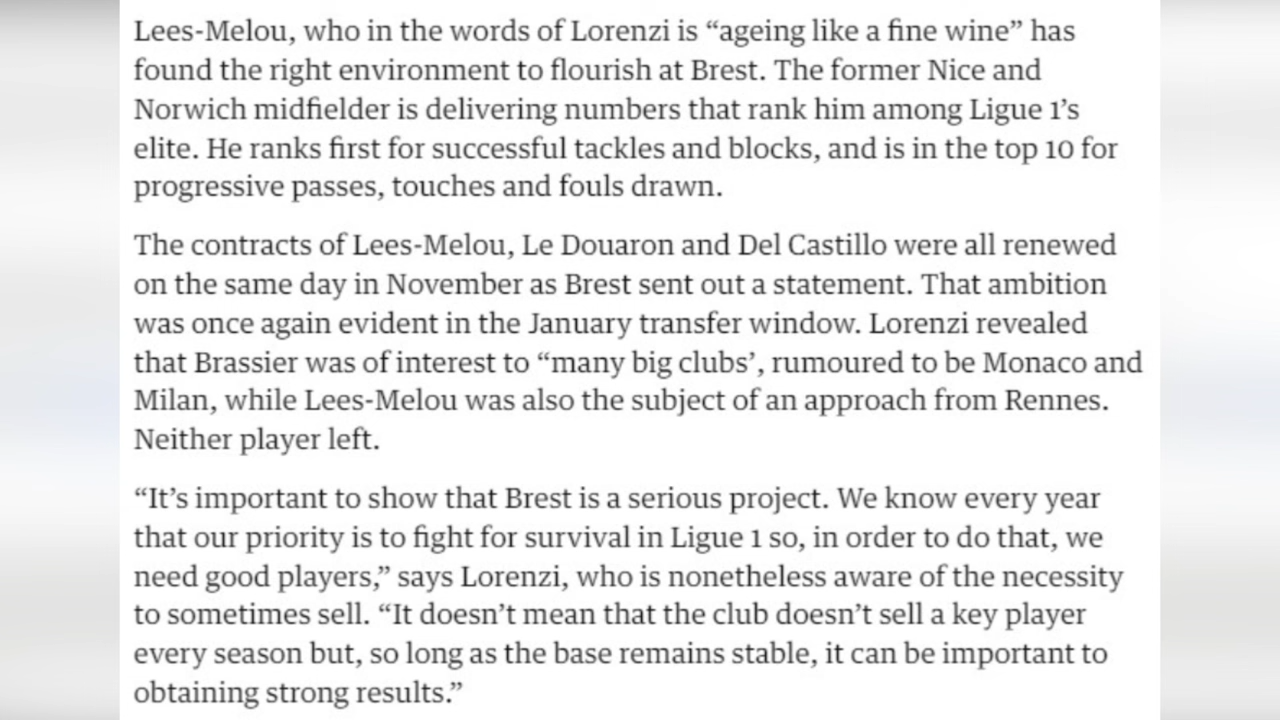 Lees-Melou, who in the words of Lorenzi is “ageing like a fine wine” has
found the right environment to flourish at Brest. The former Nice and
Norwich midfielder is delivering numbers that rank him among Ligue 1’s
elite. He ranks first for successful tackles and blocks, and is in the top 10 for
progressive passes, touches and fouls drawn.
The contracts of Lees-Melou, Le Douaron and Del Castillo were all renewed
on the same day in November as Brest sent out a statement. That ambition
was once again evident in the January transfer window. Lorenzi revealed
that Brassier was of interest to “many big clubs’, rumoured to be Monaco and
Milan, while Lees-Melou was also the subject of an approach from Rennes.
Neither player left.
“It’s important to show that Brest is a serious project. We know every year
that our priority is to fight for survival in Ligue 1 so, in order to do that, we
need good players,” says Lorenzi, who is nonetheless aware of the necessity
to sometimes sell. “It doesn’t mean that the club doesn’t sell a key player
every season but, so long as the base remains stable, it can be important to
obtaining strong results.”